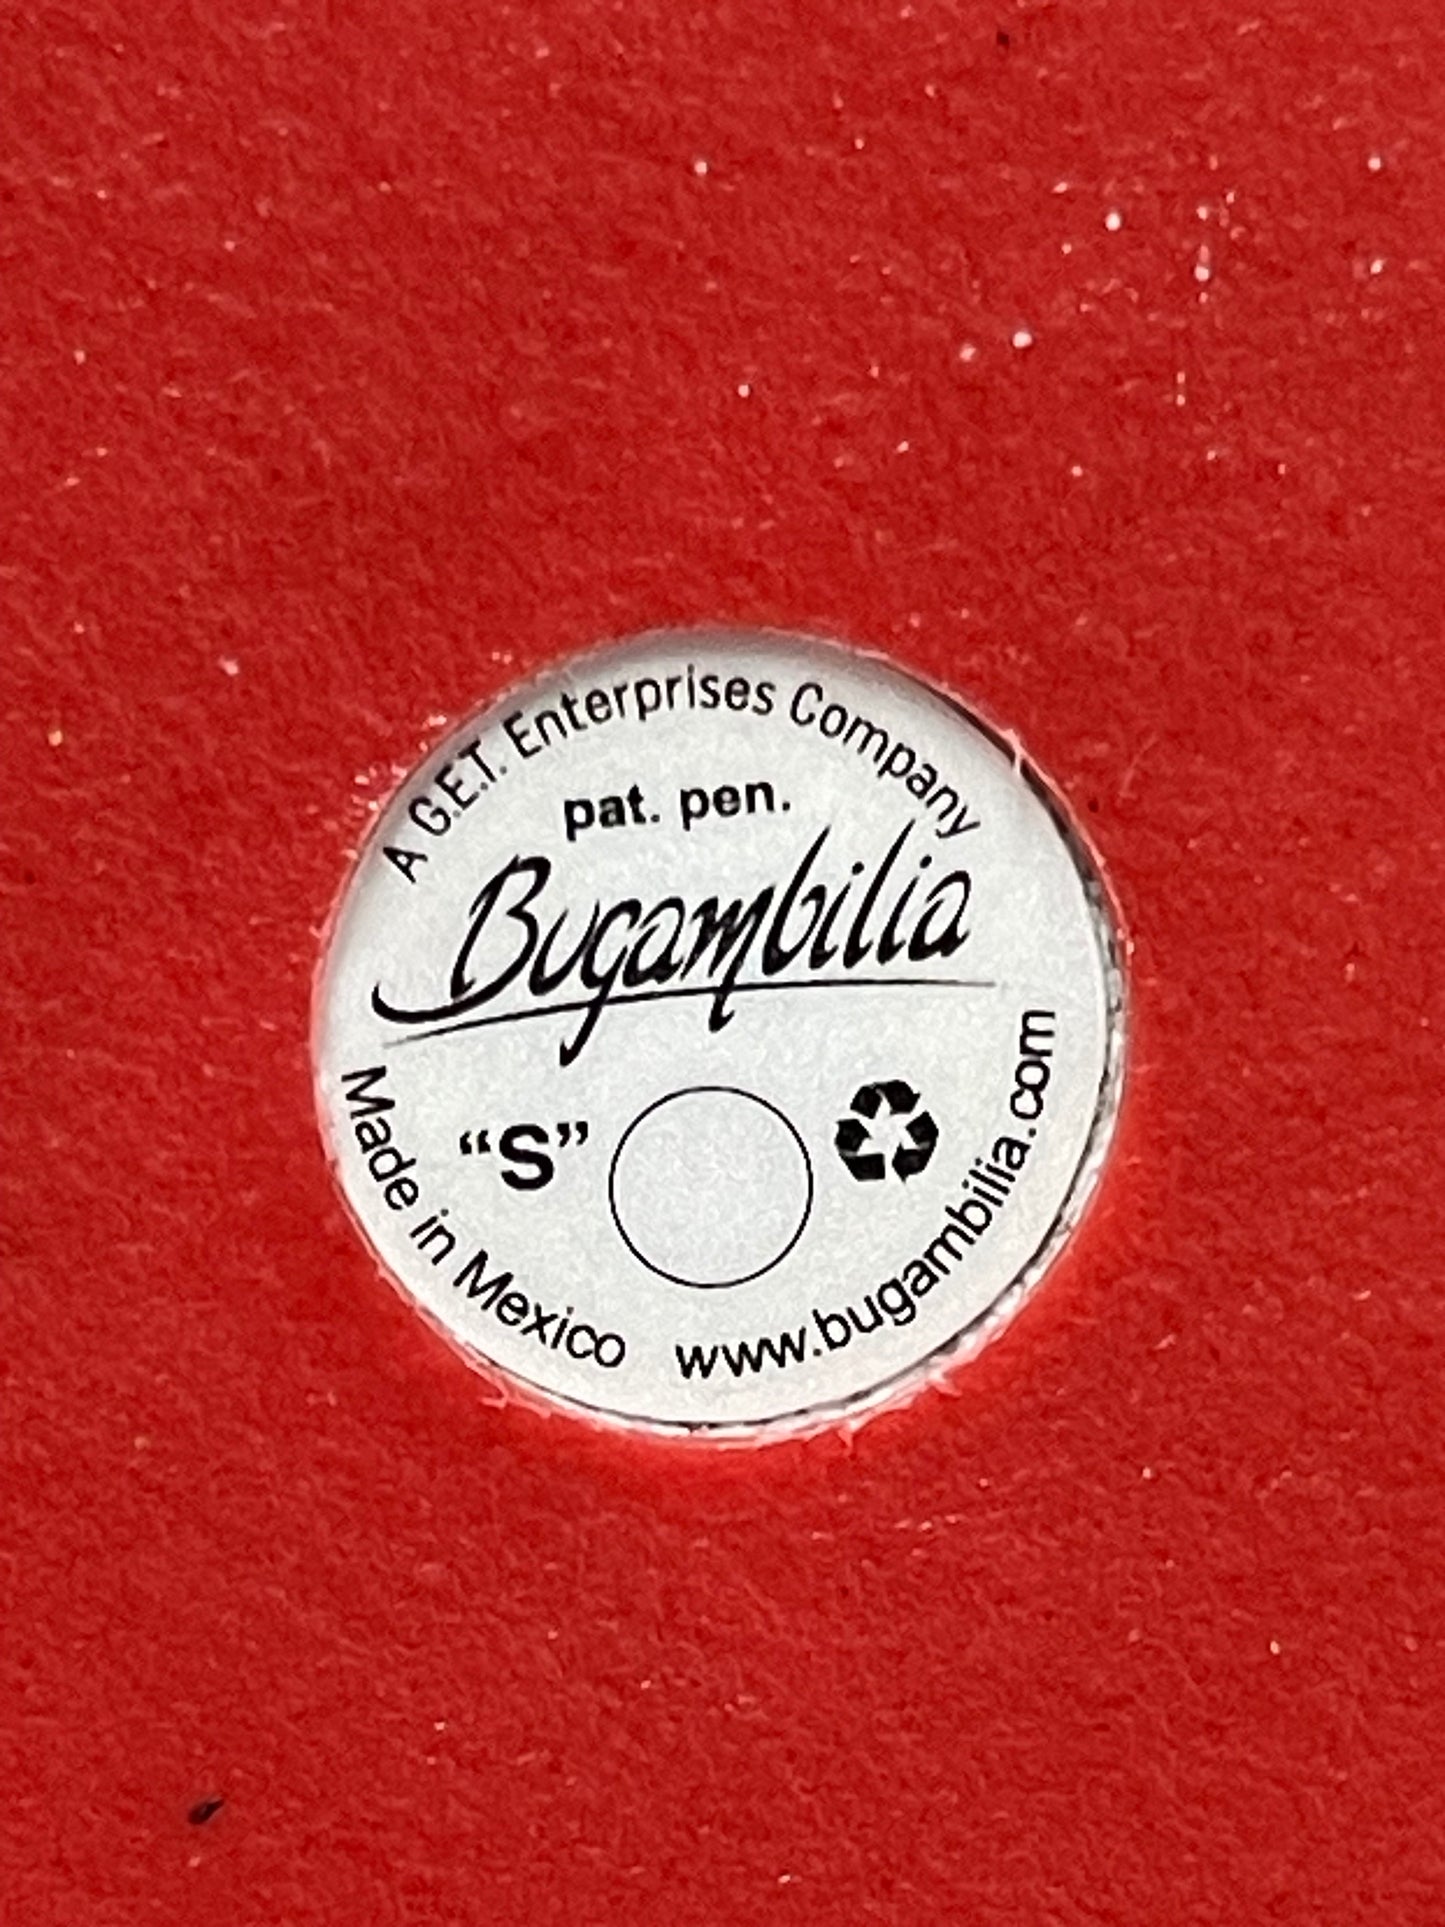 A G.E.T. Enterprises Company
pat. pen.
Bugambilia
“S”
Made in Mexico
www.bugambilia.com